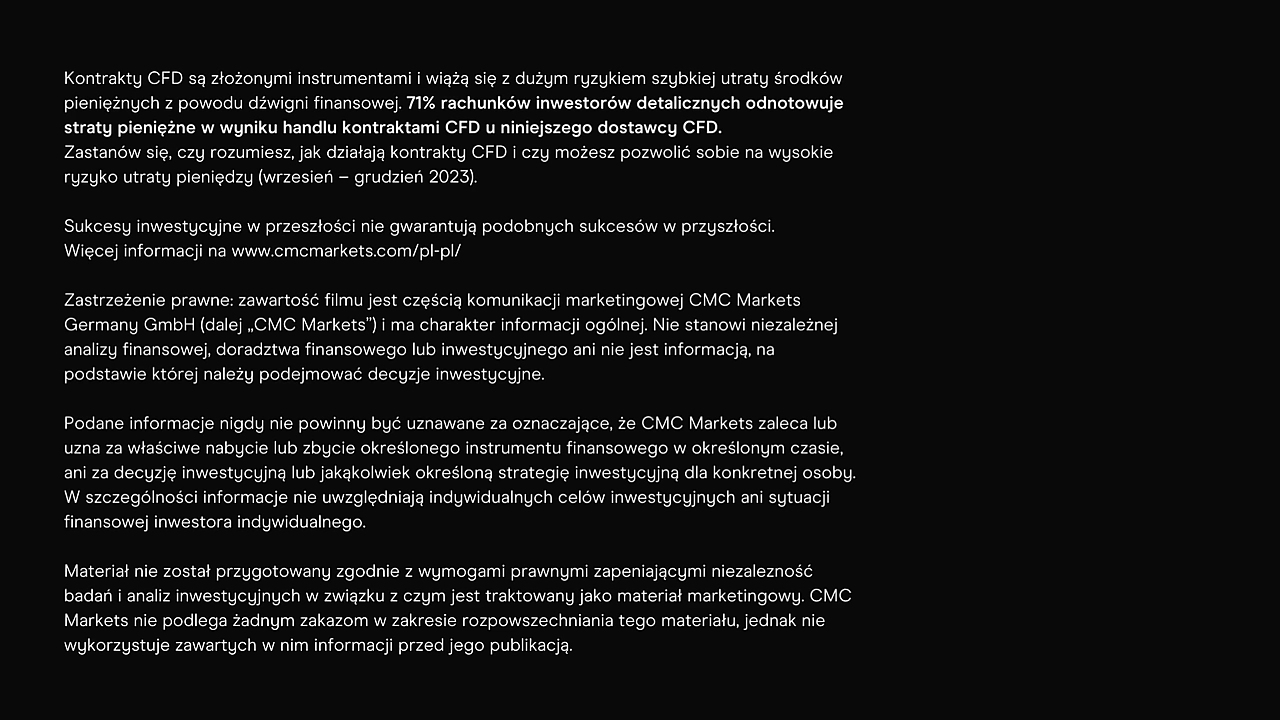 Kontrakty CFD są złożonymi instrumentami i wiążą się z dużym ryzykiem szybkiej utraty środków
pieniężnych z powodu dźwigni finansowej. 71% rachunków inwestorów detalicznych odnotowuje
straty pieniężne w wyniku handlu kontraktami CFD u niniejszego dostawcy CFD.
Zastanów się, czy rozumiesz, jak działają kontrakty CFD i czy możesz pozwolić sobie na wysokie
ryzyko utraty pieniędzy (wrzesień – grudzień 2023).
Sukcesy inwestycyjne w przeszłości nie gwarantują podobnych sukcesów w przyszłości.
Więcej informacji na www.cmcmarkets.com/pl-pl/
Zastrzeżenie prawne: zawartość filmu jest częścią komunikacji marketingowej CMC Markets
Germany GmbH (dalej „CMC Markets”) i ma charakter informacji ogólnej. Nie stanowi niezależnej
analizy finansowej, doradztwa finansowego lub inwestycyjnego ani nie jest informacją, na
podstawie której należy podejmować decyzje inwestycyjne.
Podane informacje nigdy nie powinny być uznawane za oznaczające, że CMC Markets zaleca lub
uzna za właściwe nabycie lub zbycie określonego instrumentu finansowego w określonym czasie,
ani za decyzję inwestycyjną lub jakąkolwiek określoną strategię inwestycyjną dla konkretnej osoby.
W szczególności informacje nie uwzględniają indywidualnych celów inwestycyjnych ani sytuacji
finansowej inwestora indywidualnego.
Materiał nie został przygotowany zgodnie z wymogami prawnymi zapeniającymi niezalezność
badań i analiz inwestycyjnych w związku z czym jest traktowany jako materiał marketingowy. CMC
Markets nie podlega żadnym zakazom w zakresie rozpowszechniania tego materiału, jednak nie
wykorzystuje zawartych w nim informacji przed jego publikacją.